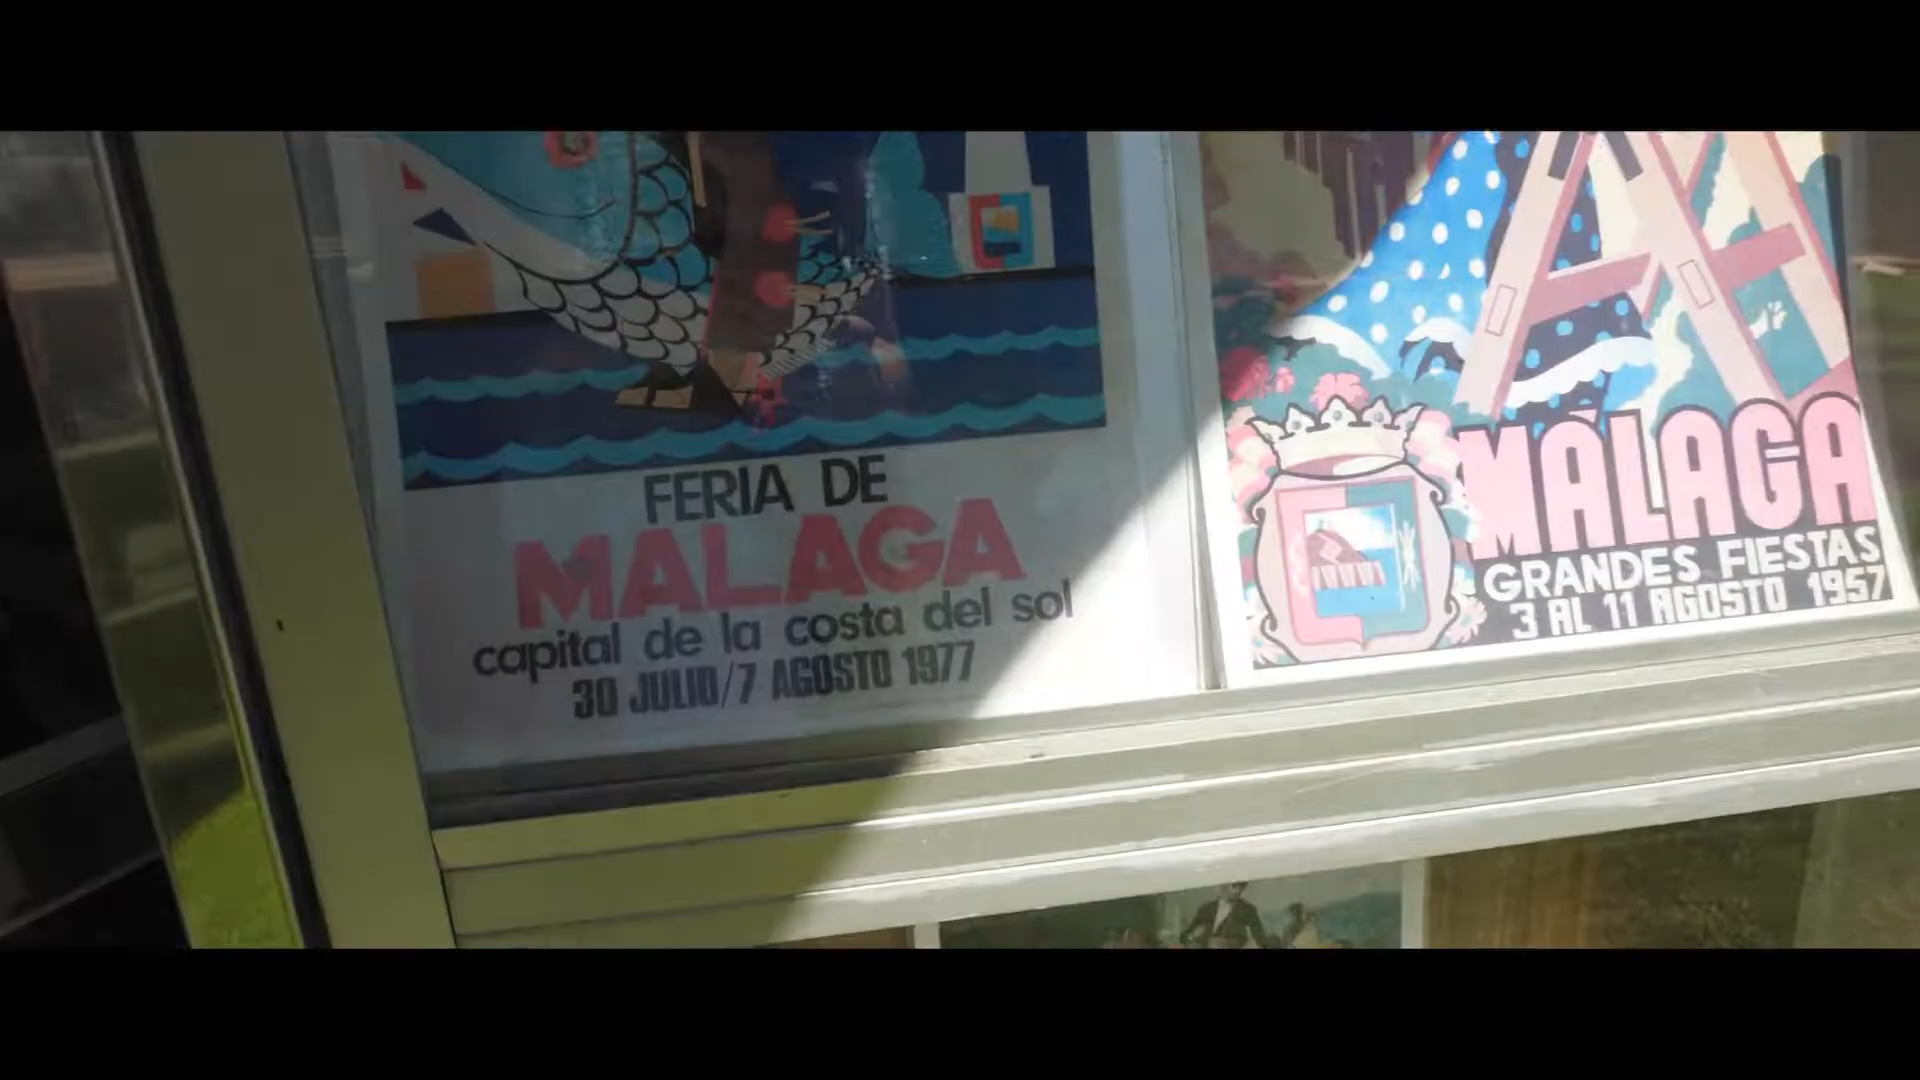 FERIA DE
MALAGA
capital de la costa del sol
30 JULIO/7 AGOSTO 1977
MÁLAGA
GRANDES FIESTAS
3 AL 11 AGOSTO 1957